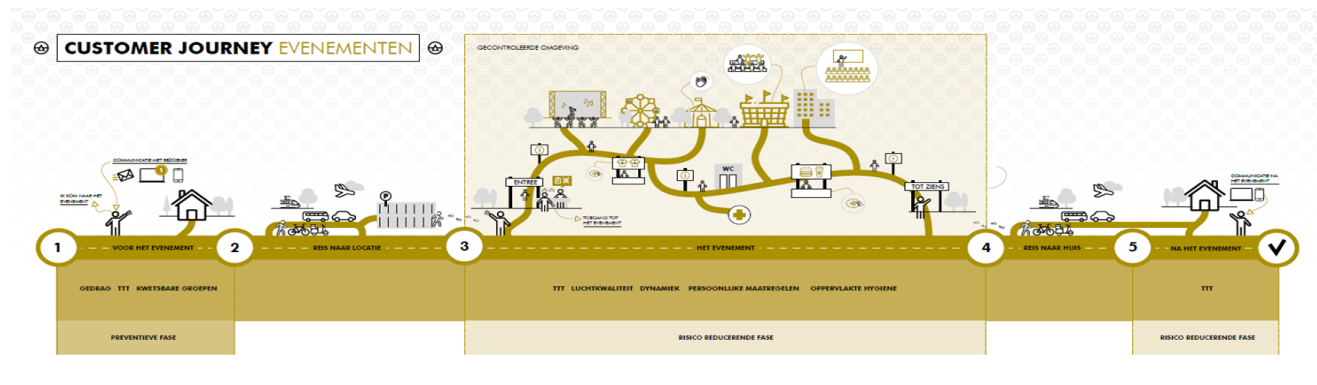 CUSTOMER JOURNEY EVENEMENTEN
GECONTROLEERDE OMGEVING
COMMUNICATIE MET BEZOEKER
IK KOM NAAR HET
EVENEMENT
P
ENTREE
TOEGANG TOT
HET EVENEMENT
WC
TOT ZIENS
COMMUNICATIE NA
HET EVENEMENT
1
VOOR HET EVENEMENT
2
REIS NAAR LOCATIE
3
HET EVENEMENT
4
REIS NAAR HUIS
5
NA HET EVENEMENT
GEDRAG TTT KWETSBARE GROEPEN
TTT LUCHTKWALITEIT DYNAMIEK PERSOONLIJKE MAATREGELEN OPPERVLAKTE HYGIENE
TTT
PREVENTIEVE FASE
RISICO REDUCERENDE FASE
RISICO REDUCERENDE FASE